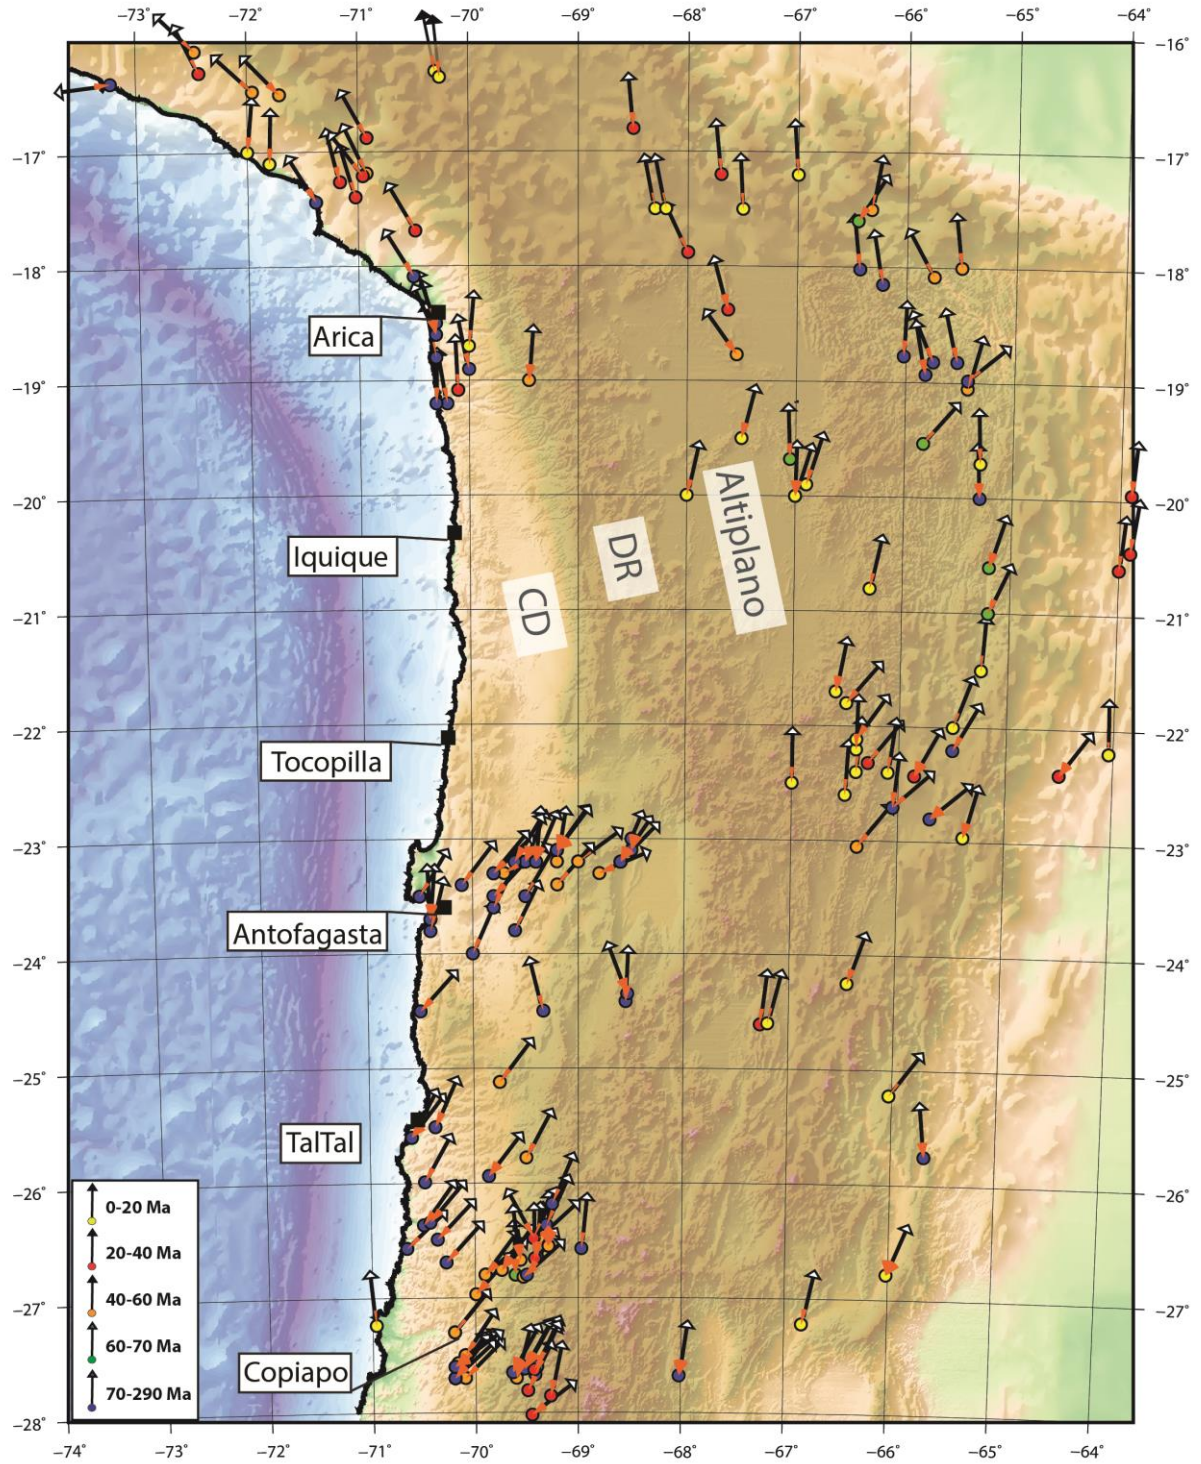 −73 −72 −71 −70 −69 −68 −67 −66 −65 −64
−16
−17 −17
−18 −18
Arica
−19 −19
−20 −20
Altiplano
DR
Iquique
CD
−21 −21
−22 −22
Tocopilla
−23 −23
Antofagasta
−24 −24
−25 −25
TalTal
−26 −26
0-20 Ma
20-40 Ma
40-60 Ma
60-70 Ma
70-290 Ma
−27 −27
Copiapo
−28 −28
−74 −73 −72 −71 −70 −69 −68 −67 −66 −65 −64